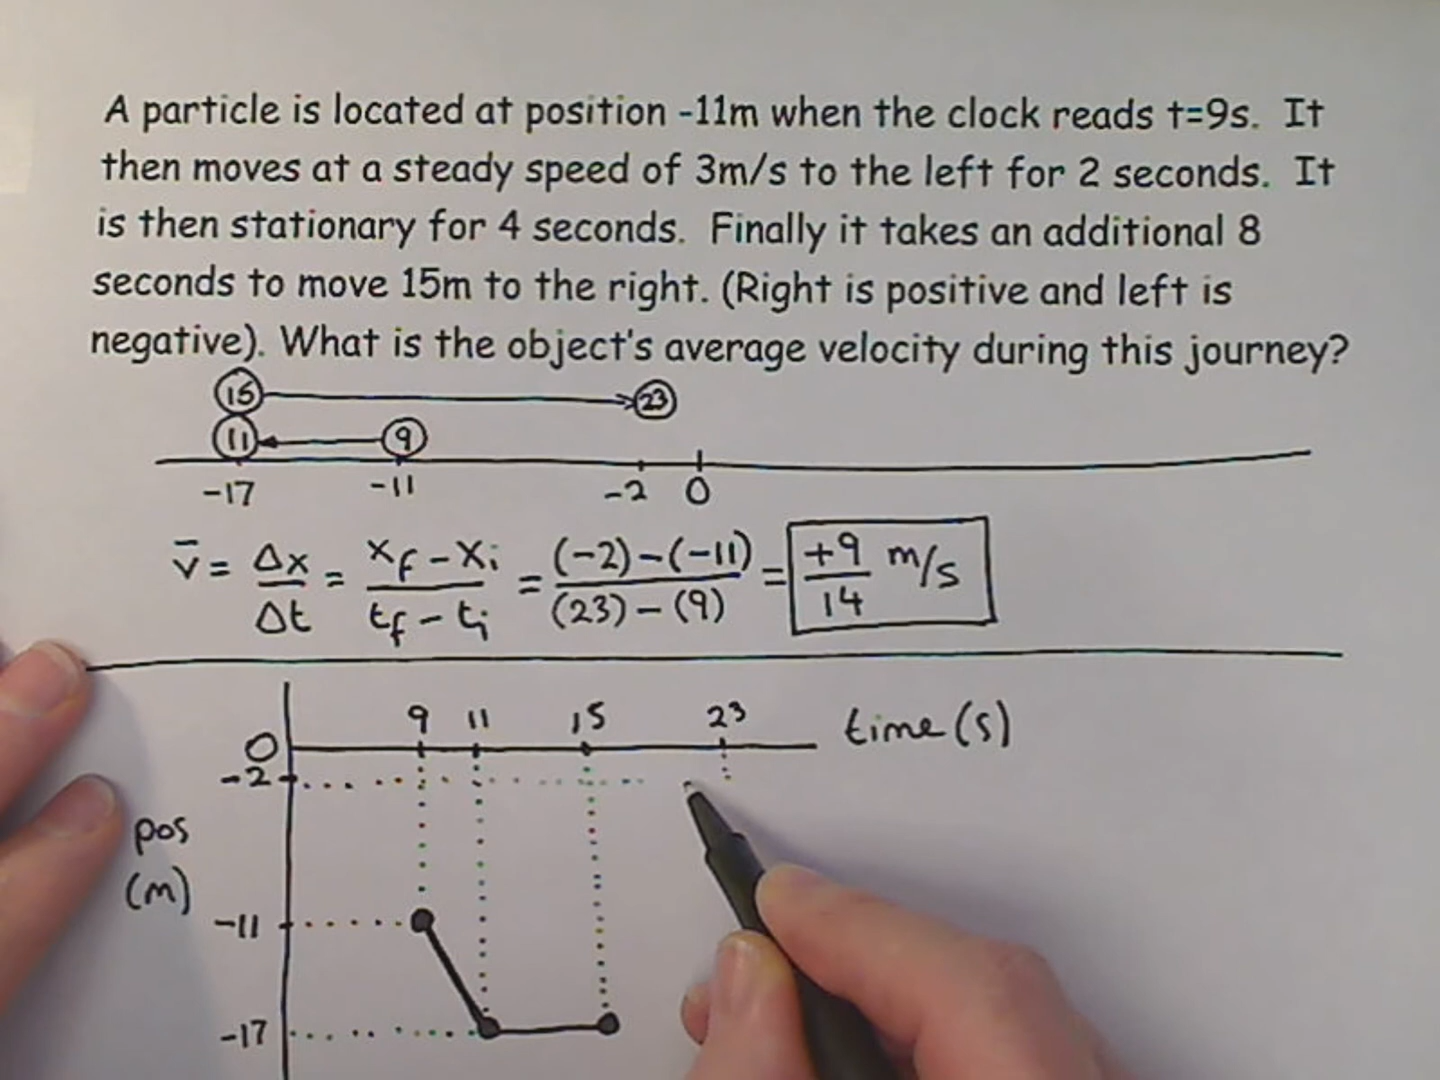 A particle is located at position -11m when the clock reads t=9s. It
then moves at a steady speed of 3m/s to the left for 2 seconds. It
is then stationary for 4 seconds. Finally it takes an additional 8
seconds to move 15m to the right. (Right is positive and left is
negative). What is the object's average velocity during this journey?
15 23
11 9
-17 -11 -2 0
v̄ = Δx/Δt = (xf - xi)/(tf - ti) = ((-2)-(-11))/((23)-(9)) = +9/14 m/s
9 11 15 23 time (s)
0
-2
pos
(m)
-11
-17